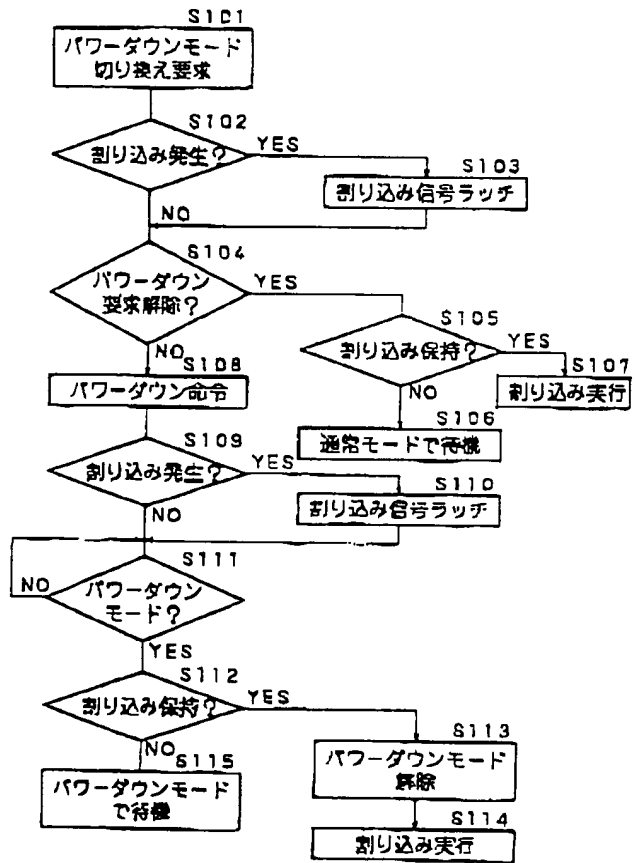 S101
パワーダウンモード
切り換え要求
S102
割り込み発生?
YES
S103
割り込み信号ラッチ
NO
S104
パワーダウン
要求解除?
YES
S105
割り込み保持?
YES
S107
割り込み実行
NO
S106
通常モードで待機
NO
S108
パワーダウン命令
S109
割り込み発生?
YES
S110
割り込み信号ラッチ
NO
S111
NO
パワーダウン
モード?
YES
S112
割り込み保持?
YES
S113
パワーダウンモード
解除
NO
S115
パワーダウンモード
で待機
S114
割り込み実行